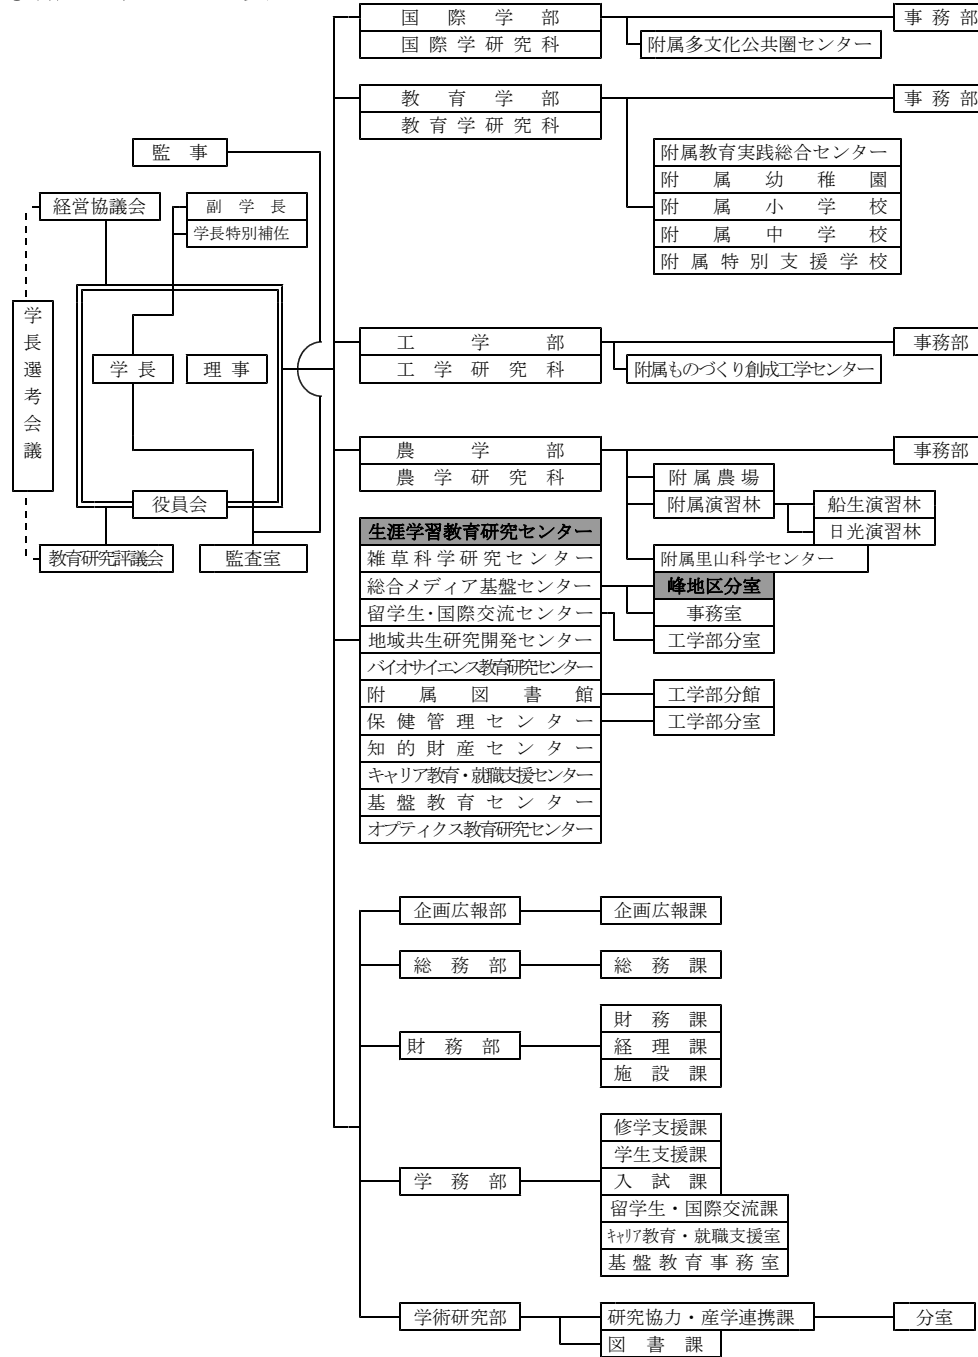 国際学部
事務部
国際学研究科
附属多文化公共圏センター
教育学部
事務部
教育学研究科
監事
附属教育実践総合センター
附属幼稚園
附属小学校
附属中学校
附属特別支援学校
経営協議会
副学長
学長特別補佐
学長選考会議
学長
理事
役員会
教育研究評議会
監査室
工学部
事務部
工学研究科
附属ものづくり創成工学センター
農学部
事務部
農学研究科
附属農場
附属演習林
船生演習林
日光演習林
附属里山科学センター
生涯学習教育研究センター
雑草科学研究センター
総合メディア基盤センター
峰地区分室
留学生・国際交流センター
事務室
地域共生研究開発センター
工学部分室
バイオサイエンス教育研究センター
附属図書館
工学部分館
保健管理センター
工学部分室
知的財産センター
キャリア教育・就職支援センター
基盤教育センター
オプティクス教育研究センター
企画広報部
企画広報課
総務部
総務課
財務部
財務課
経理課
施設課
学務部
修学支援課
学生支援課
入試課
留学生・国際交流課
ｷｬﾘｱ教育・就職支援室
基盤教育事務室
学術研究部
研究協力・産学連携課
分室
図書課